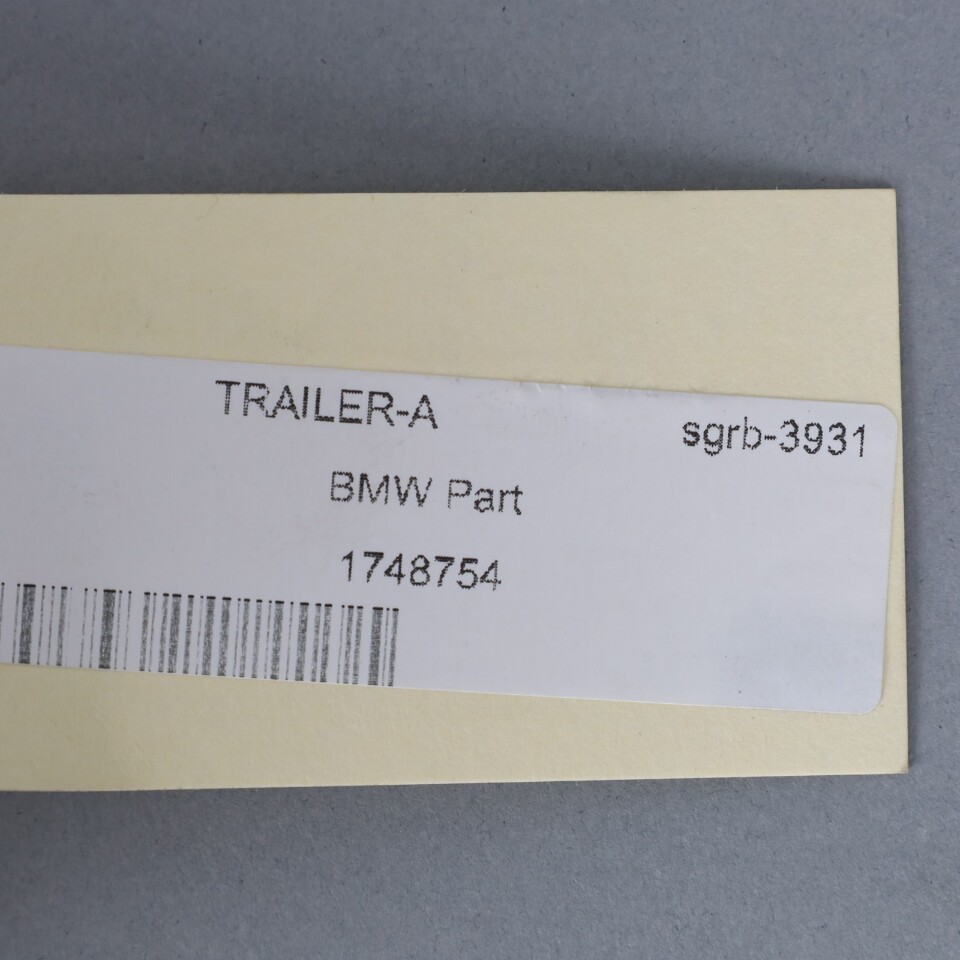 TRAILER-A
sgrb-3931
BMW Part
1748754